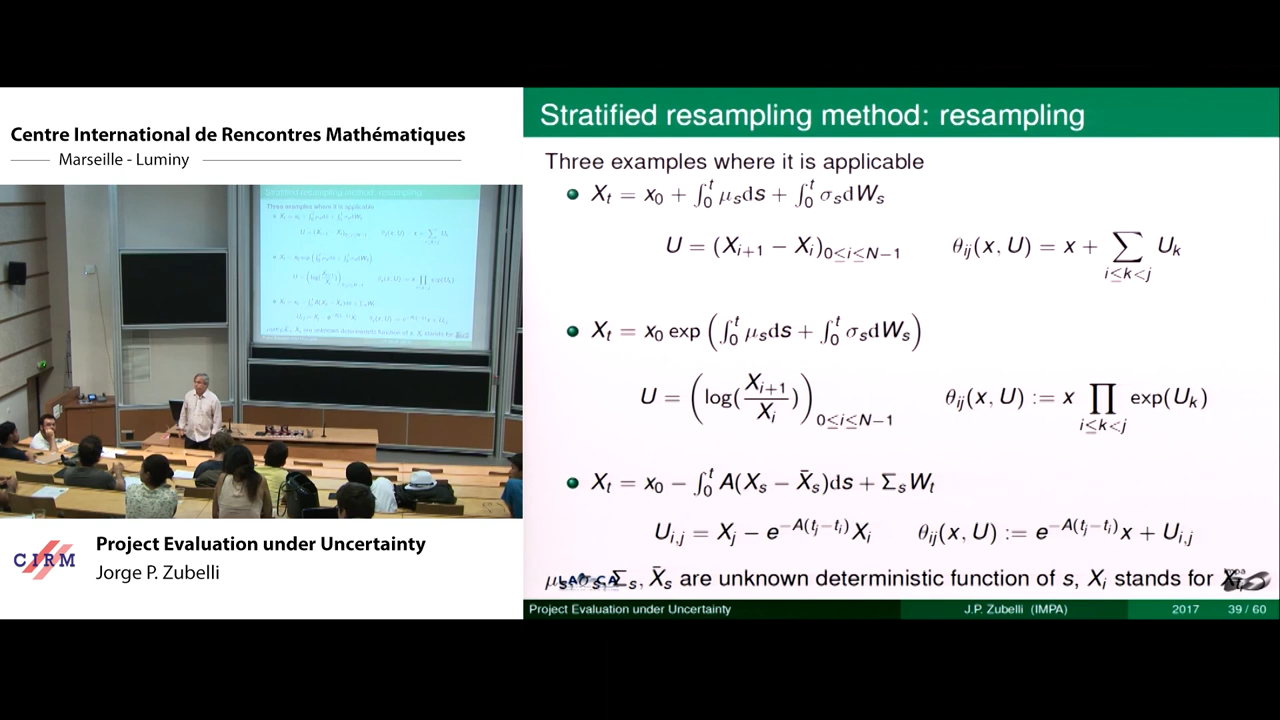 Centre International de Rencontres Mathématiques
Marseille - Luminy
CIRM
Project Evaluation under Uncertainty
Jorge P. Zubelli
Stratified resampling method: resampling
Three examples where it is applicable
• X_t = x_0 + ∫_0^t μ_s ds + ∫_0^t σ_s dW_s
U = (X_{i+1} − X_i)_{0≤i≤N−1} θ_{ij}(x, U) = x + ∑_{i≤k<j} U_k
• X_t = x_0 exp (∫_0^t μ_s ds + ∫_0^t σ_s dW_s)
U = (log(X_{i+1}/X_i))_{0≤i≤N−1} θ_{ij}(x, U) := x ∏_{i≤k<j} exp(U_k)
• X_t = x_0 − ∫_0^t A(X_s − X̄_s)ds + Σ_s W_t
U_{i,j} = X_j − e^{−A(t_j−t_i)} X_i θ_{ij}(x, U) := e^{−A(t_j−t_i)} x + U_{i,j}
μ_s, σ_s, Σ_s, X̄_s are unknown deterministic function of s, X_i stands for
Project Evaluation under Uncertainty J.P. Zubelli (IMPA) 2017 39 / 60